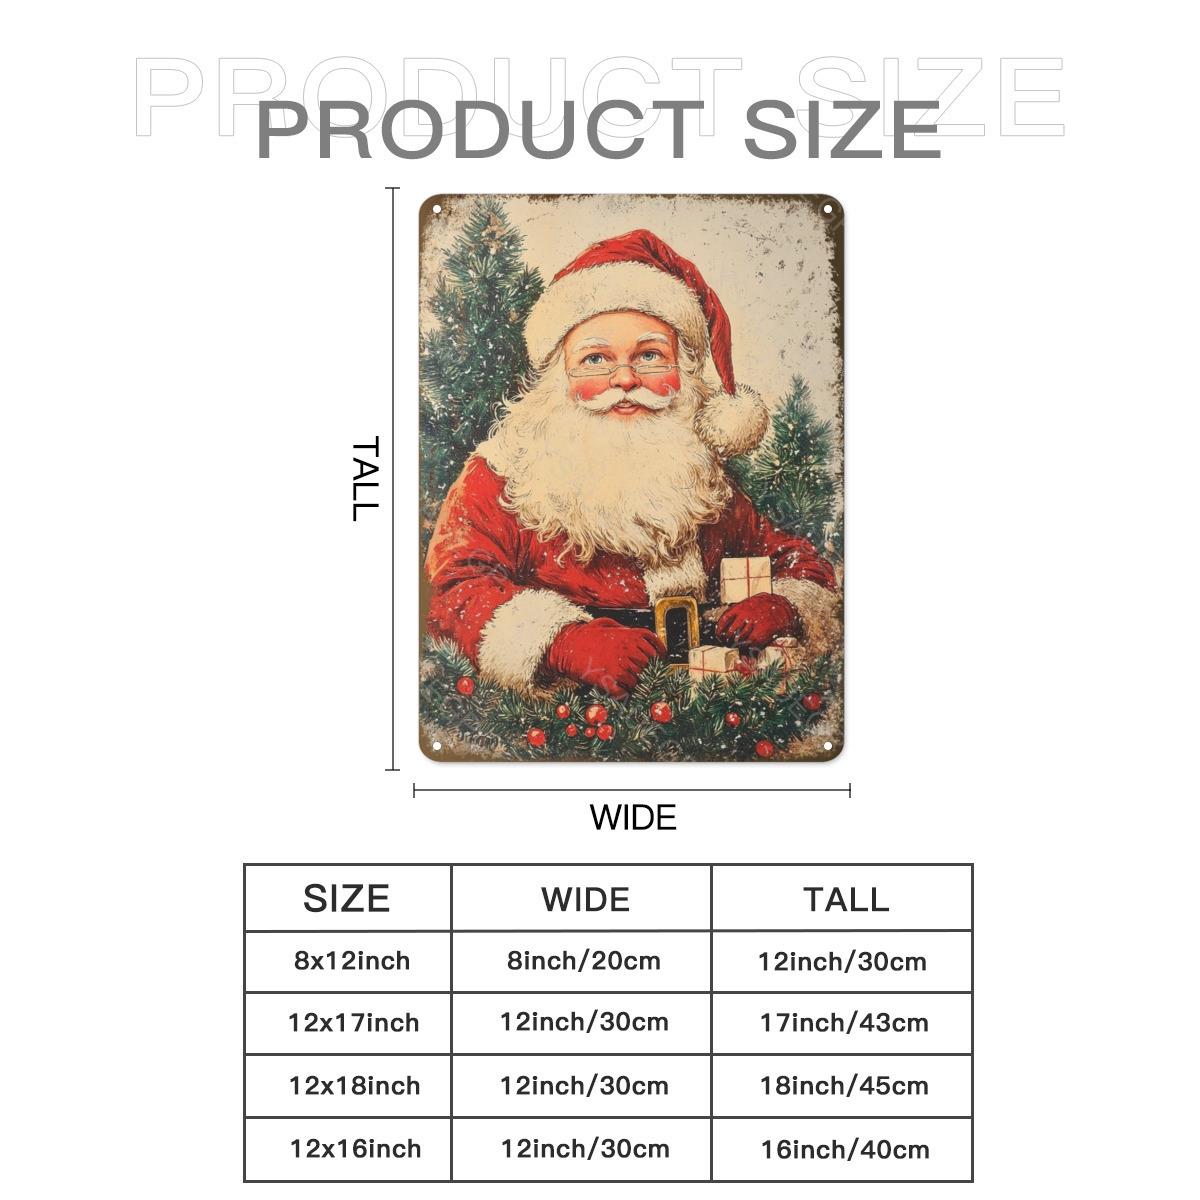 PRODUCT SIZE
PRODUCT SIZE
TALL
WIDE
SIZE WIDE TALL
8x12inch 8inch/20cm 12inch/30cm
12x17inch 12inch/30cm 17inch/43cm
12x18inch 12inch/30cm 18inch/45cm
12x16inch 12inch/30cm 16inch/40cm